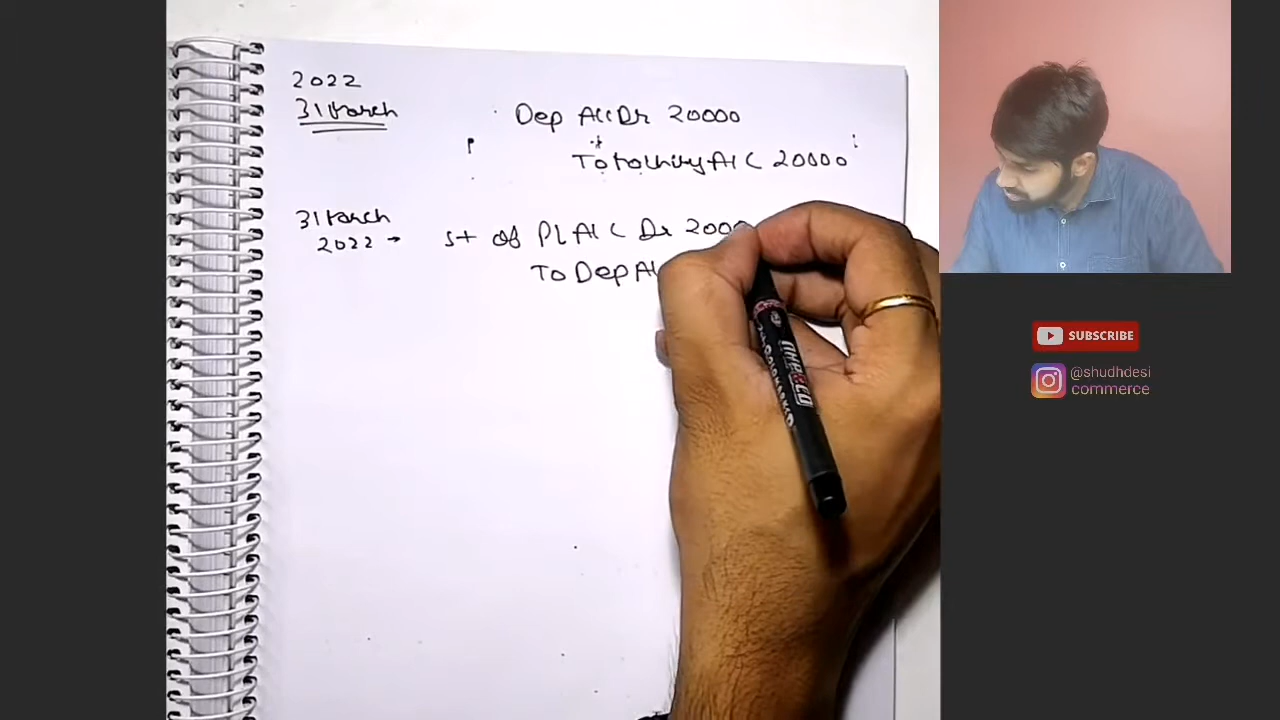 2022
31 March
Dep A/c Dr 20000
To Machinery A/C 20000
31 March
2022 → St of PL A/C Dr 2000
To Dep A/
SUBSCRIBE
@shudhdesi
commerce